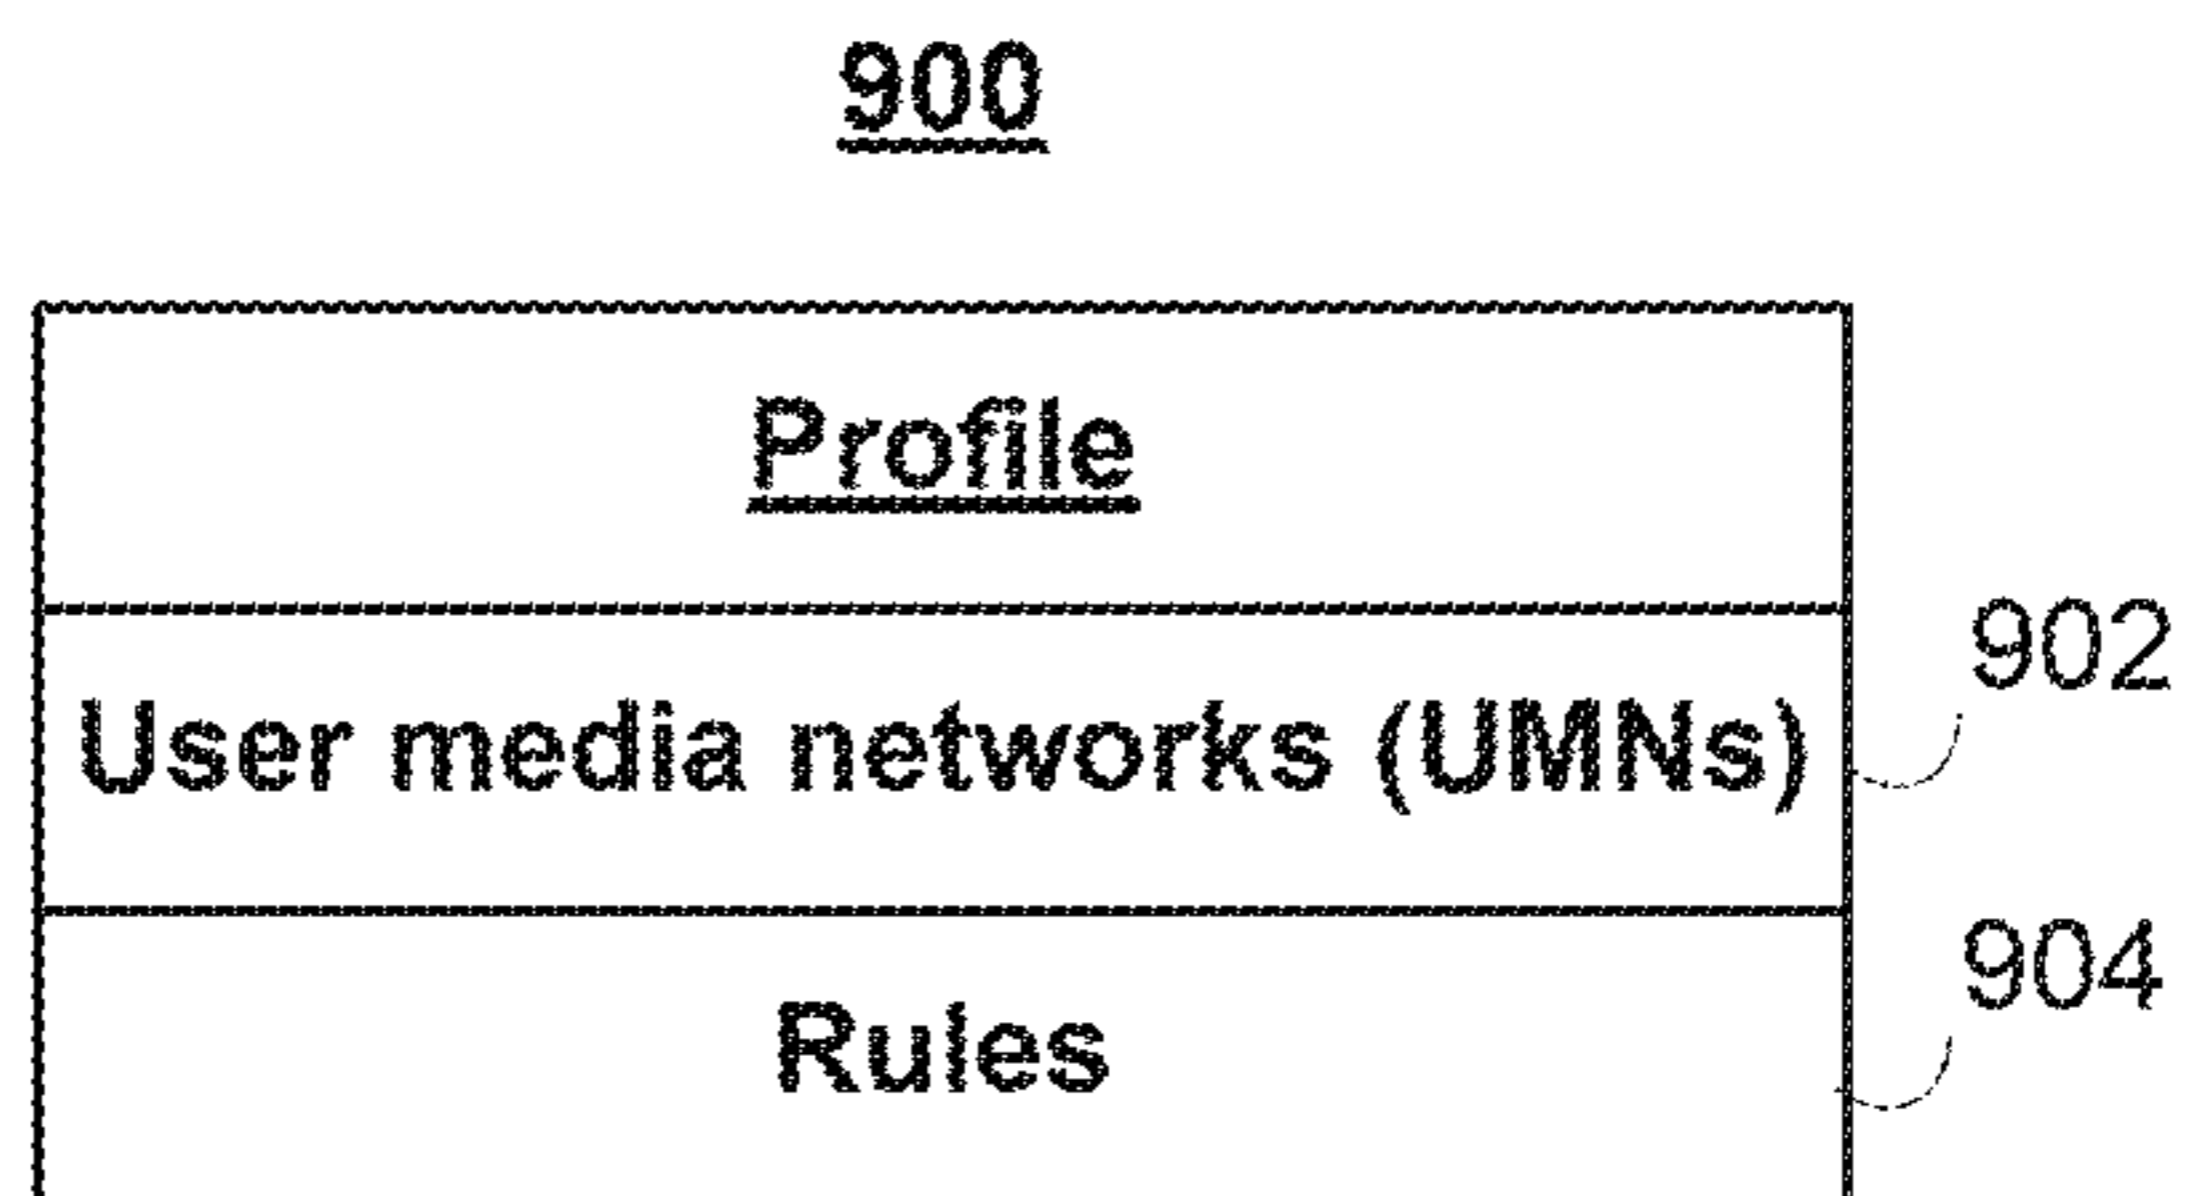 900
Profile
902
User media networks (UMNs)
904
Rules